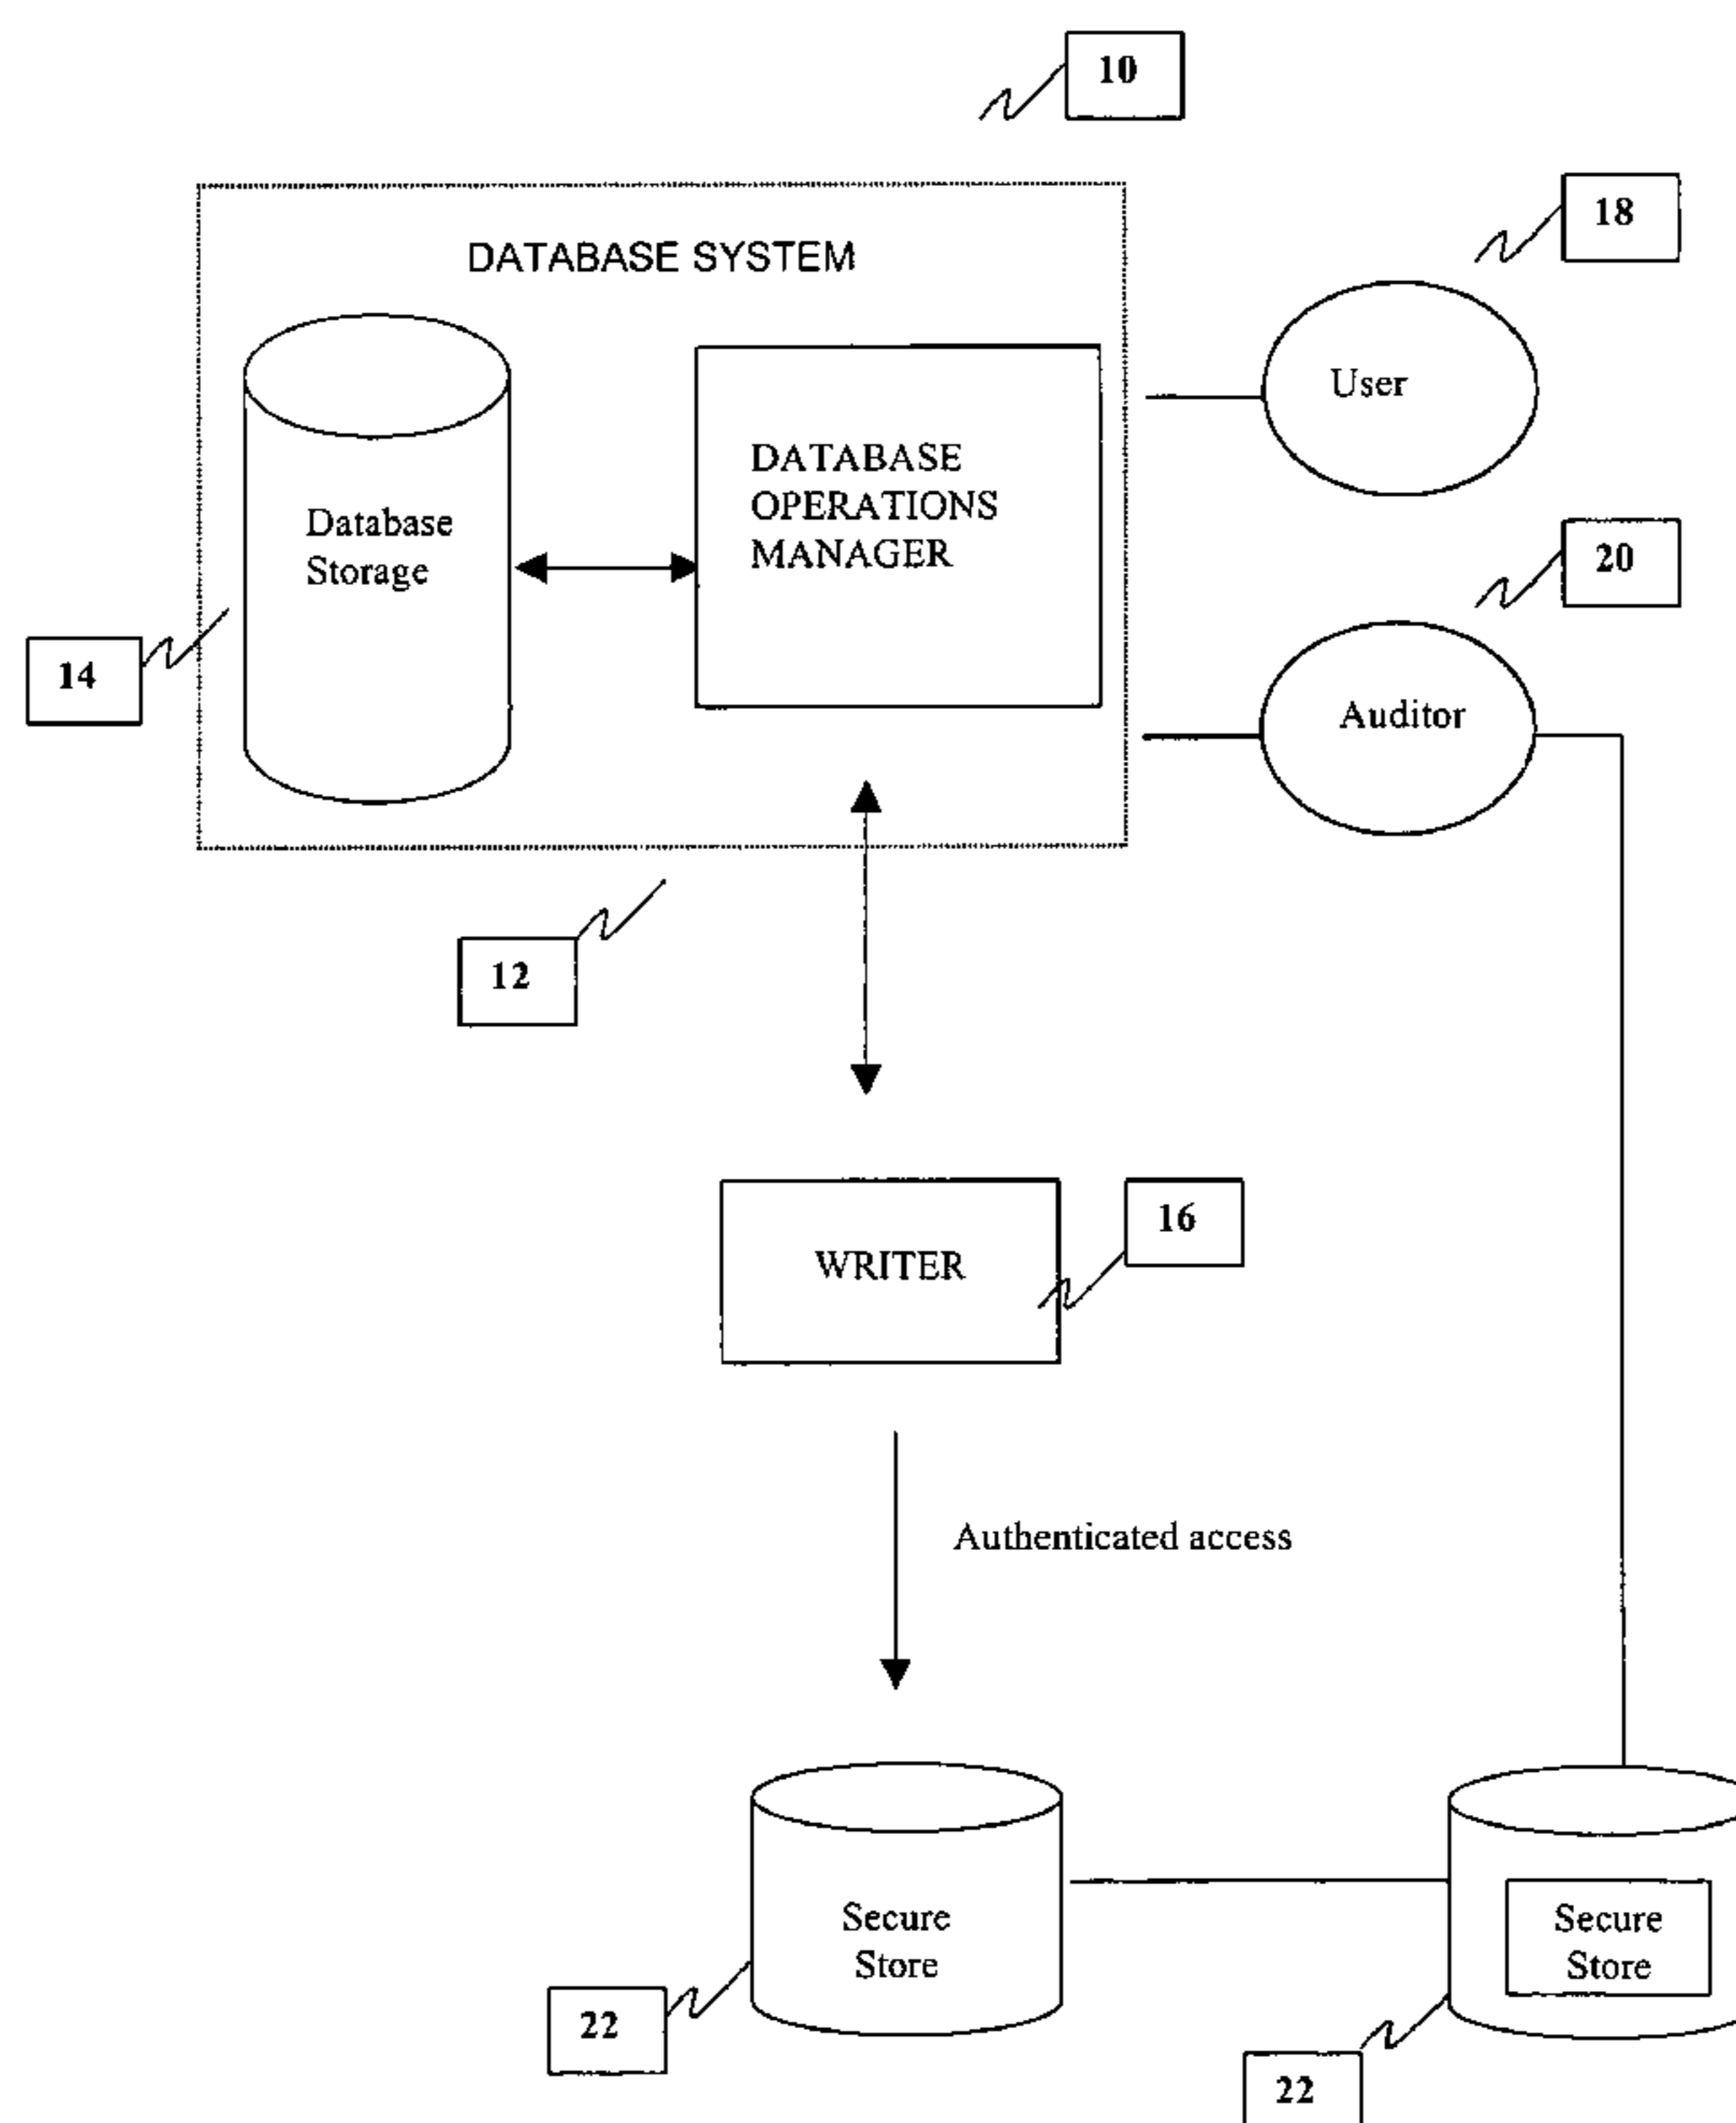 10
18
DATABASE SYSTEM
User
DATABASE
OPERATIONS
MANAGER
Database
Storage
20
14
Auditor
12
16
WRITER
Authenticated access
Secure
Store
Secure
Store
22
22